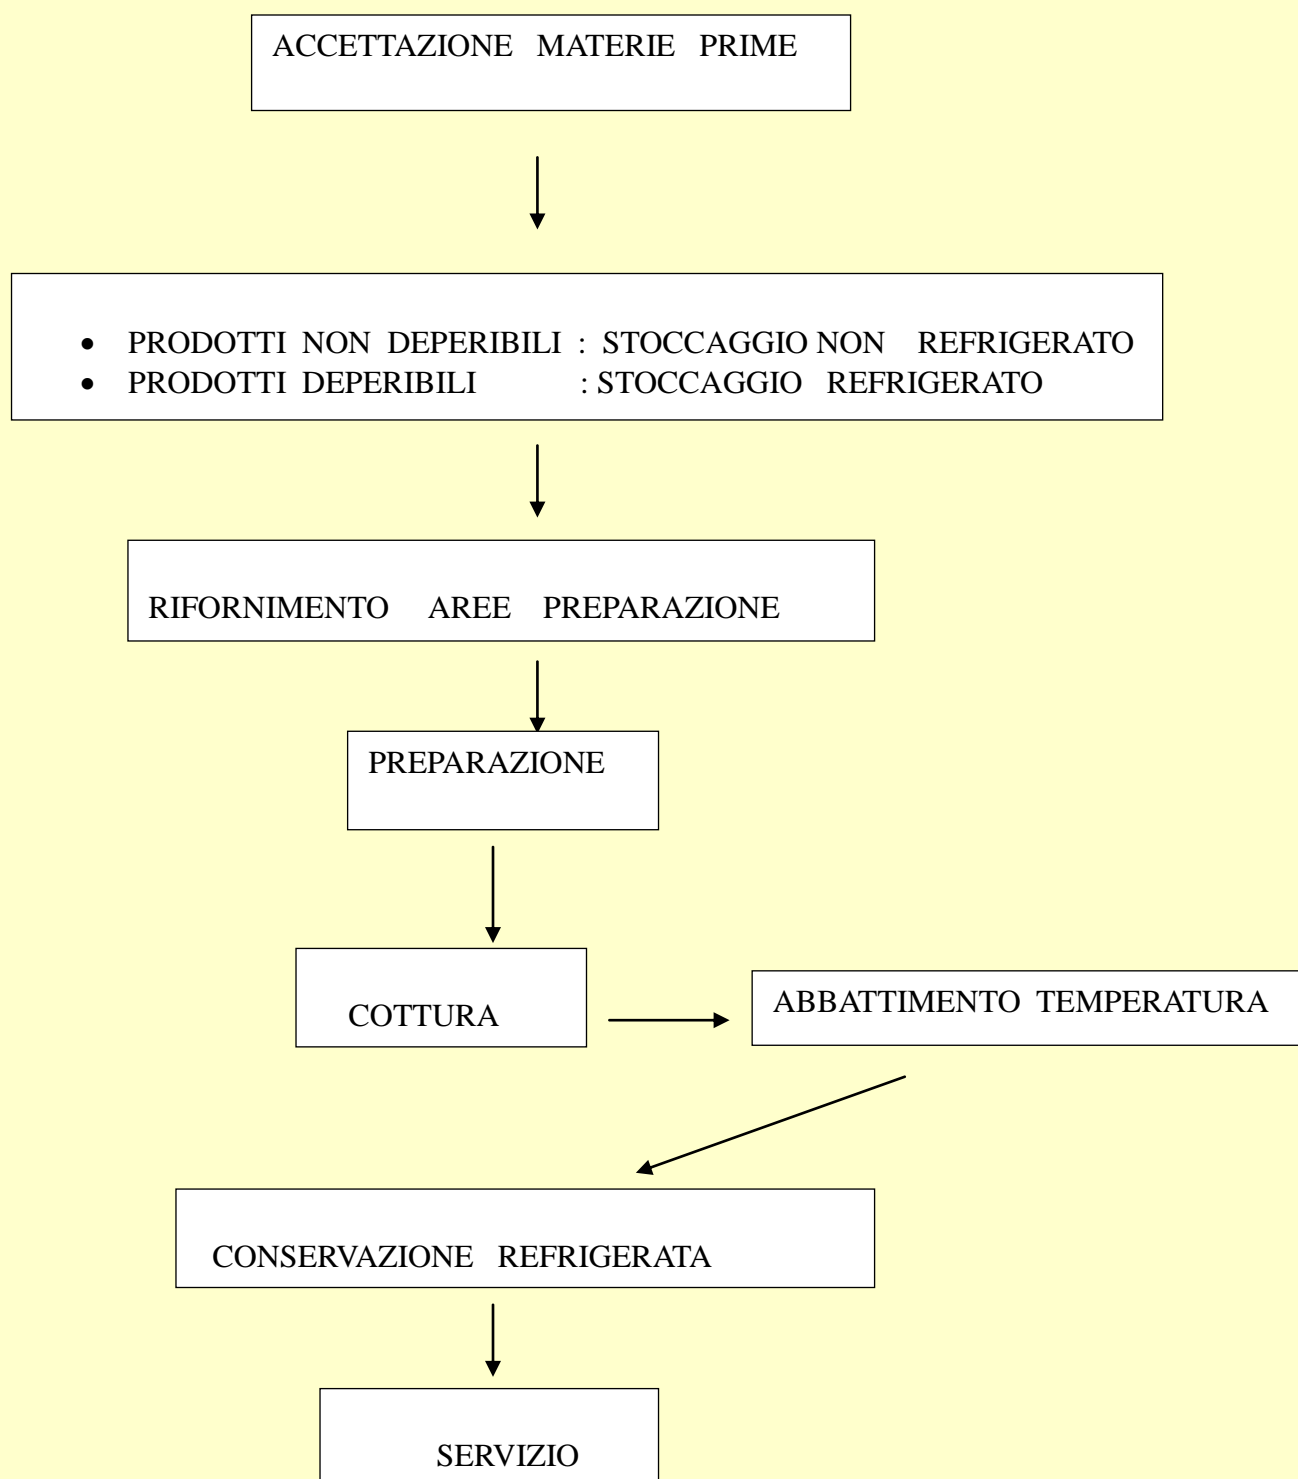 ACCETTAZIONE MATERIE PRIME
• PRODOTTI NON DEPERIBILI : STOCCAGGIO NON REFRIGERATO
• PRODOTTI DEPERIBILI : STOCCAGGIO REFRIGERATO
RIFORNIMENTO AREE PREPARAZIONE
PREPARAZIONE
COTTURA
ABBATTIMENTO TEMPERATURA
CONSERVAZIONE REFRIGERATA
SERVIZIO